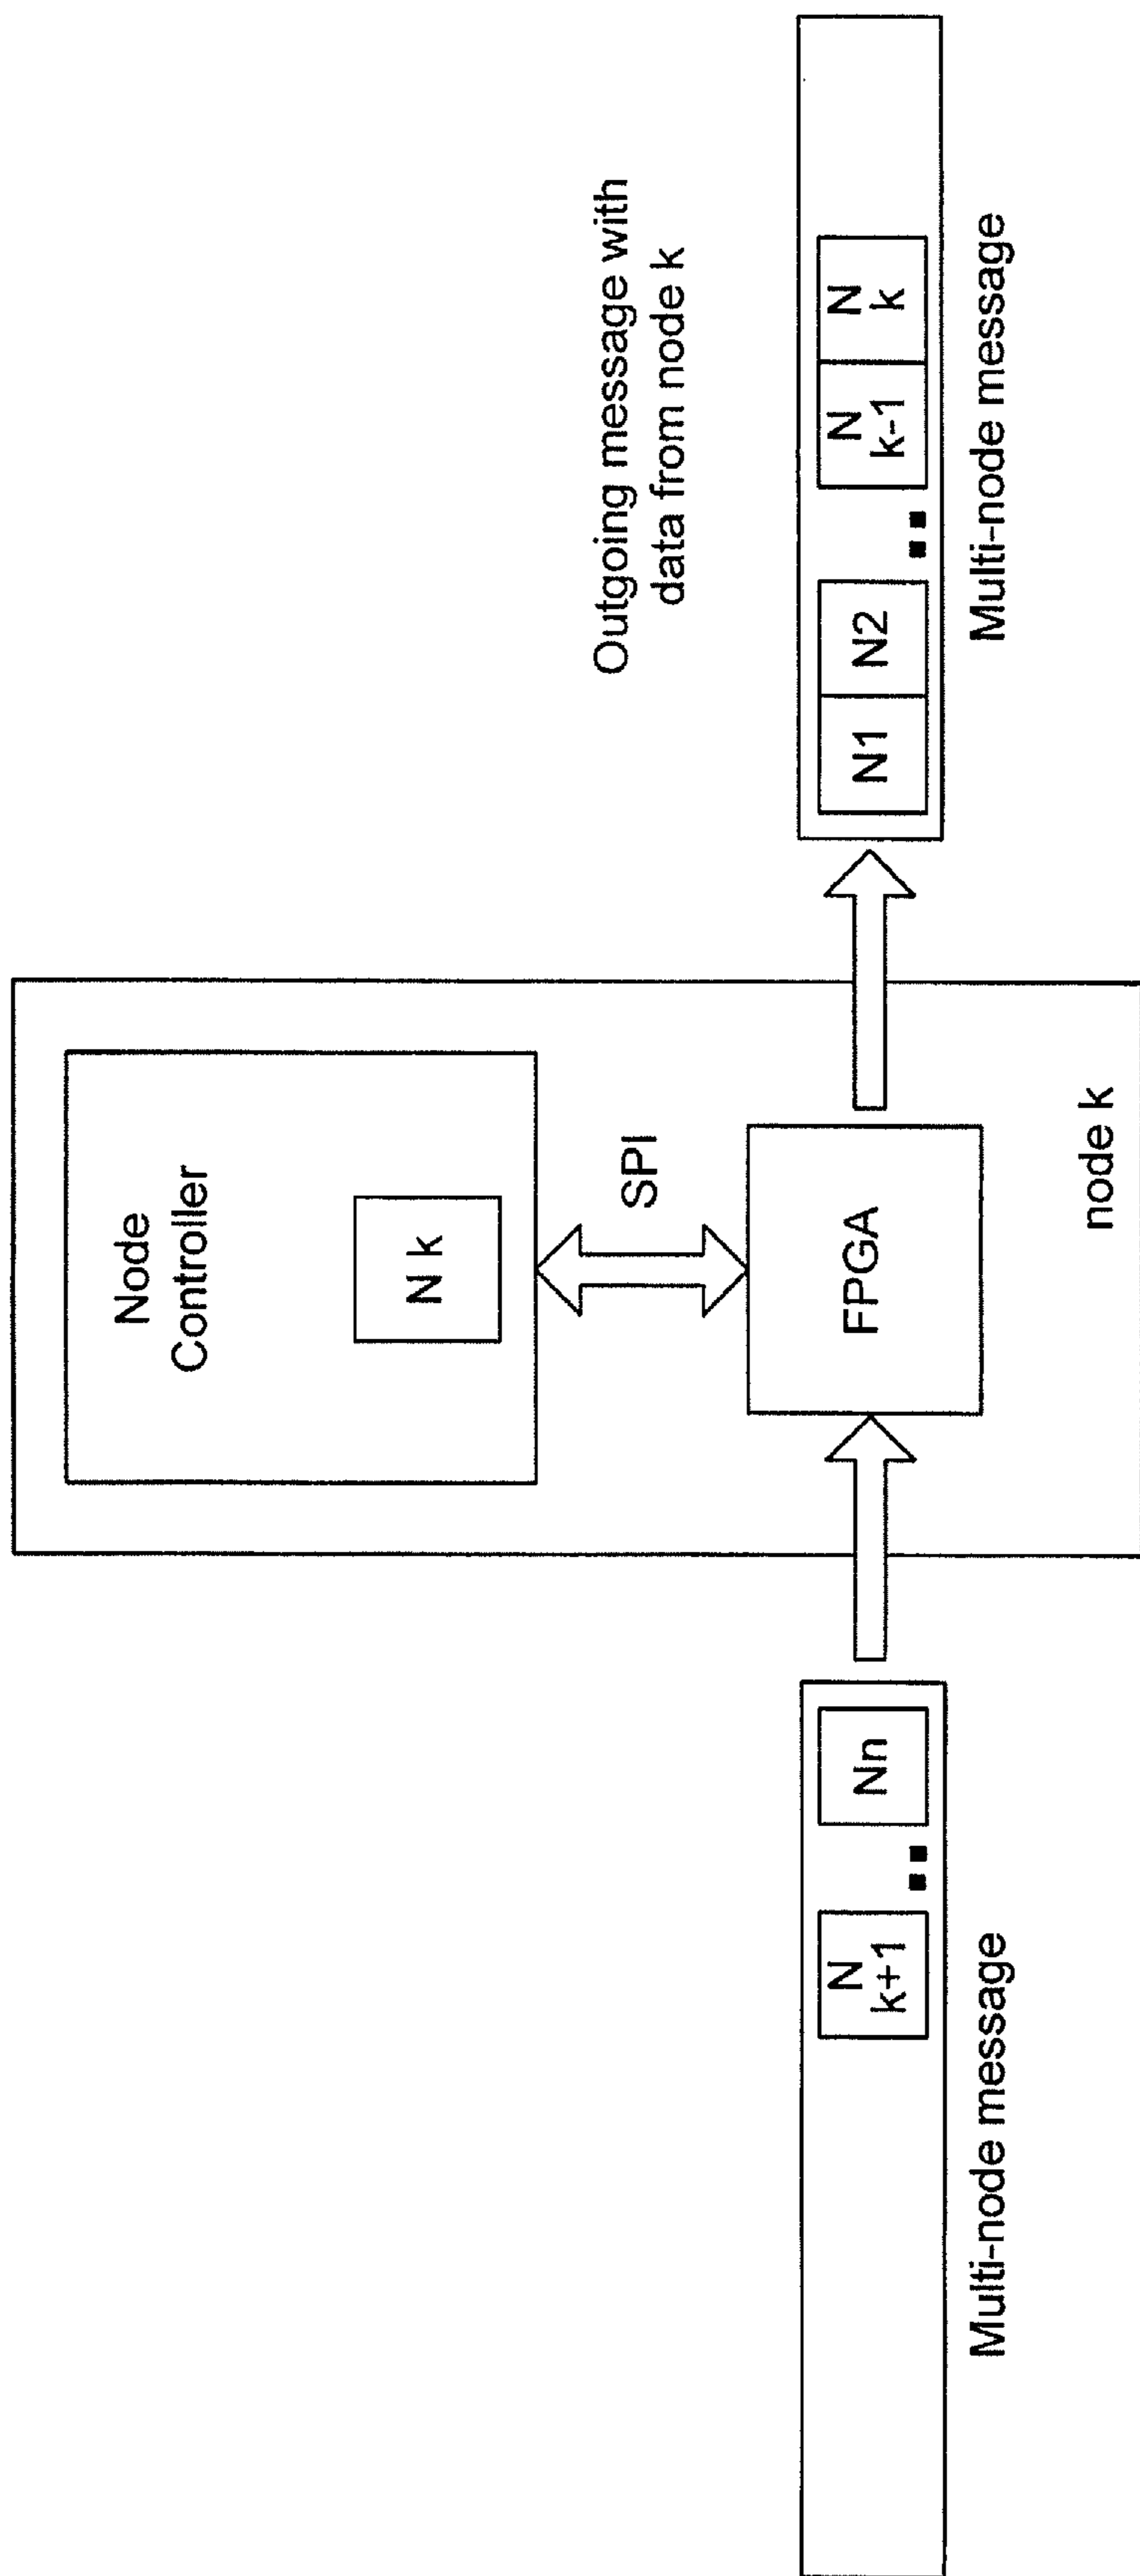 Node
Controller
N k
SPI
FPGA
node k
N
k+1
Nn
Multi-node message
Outgoing message with
data from node k
N1
N2
N
k-1
N
k
Multi-node message